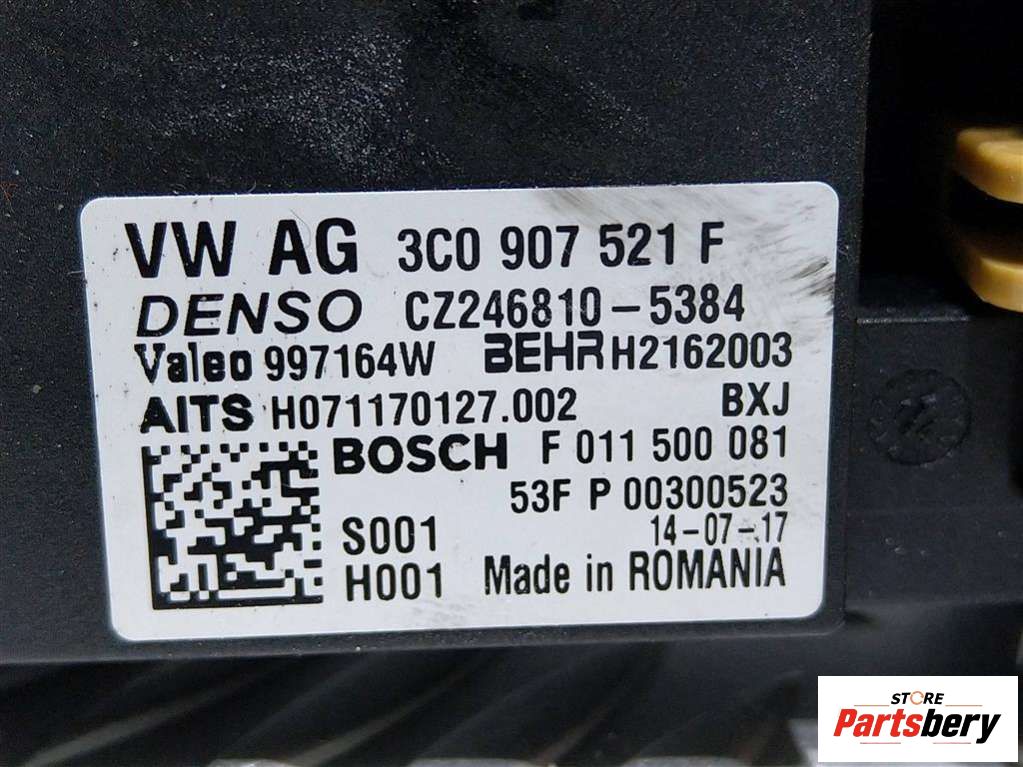 VW AG 3C0 907 521 F
DENSO CZ246810-5384
Valeo 997164W BEHR H2162003
AITS H071170127.002 BXJ
BOSCH F 011 500 081
53F P 00300523
S001 14-07-17
H001 Made in ROMANIA
STORE
Partsbery